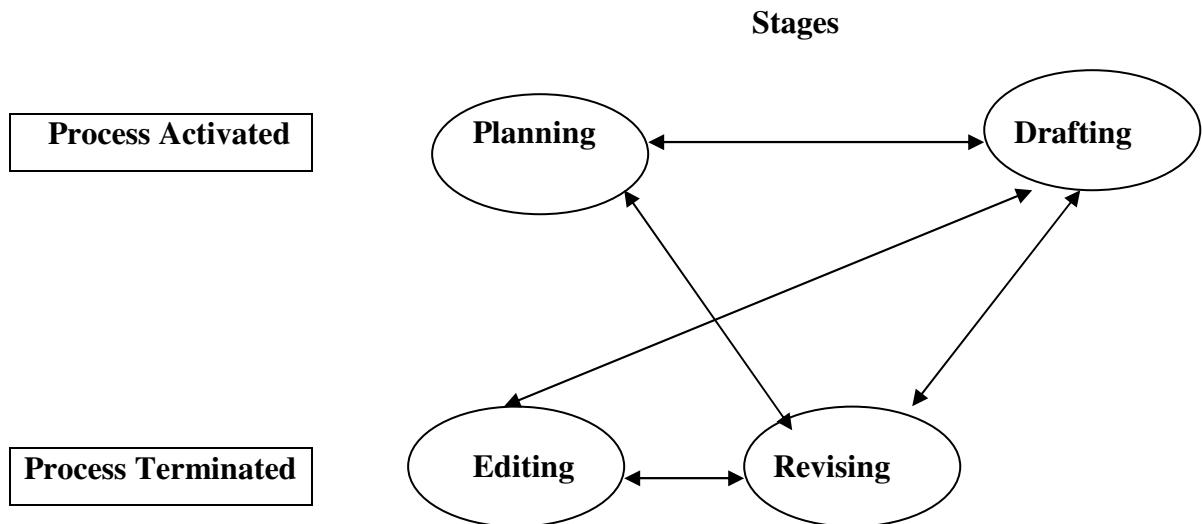 Stages
Process Activated
Planning
Drafting
Process Terminated
Editing
Revising